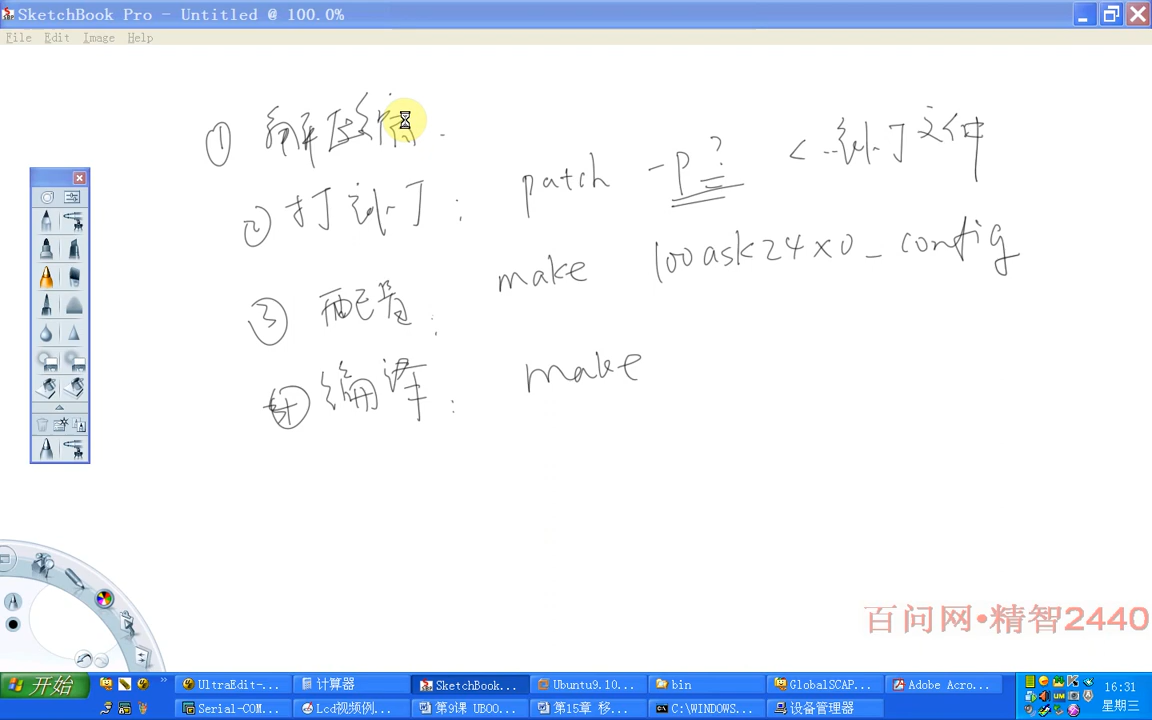 SketchBook Pro - Untitled @ 100.0%
File Edit Image Help
① 解压缩.
② 打补丁: patch -p? < 补丁文件
③ 配置: make 100ask24x0_config
④ 编译: make
百问网•精智2440
开始 UltraEdit-... 计算器 SketchBook... Ubuntu9.10... bin GlobalSCAP... Adobe Acro... 16:31
Serial-COM... Lcd视频例... 第9课 UBOO... 第15章 移... C:\WINDOWS... 设备管理器 星期三